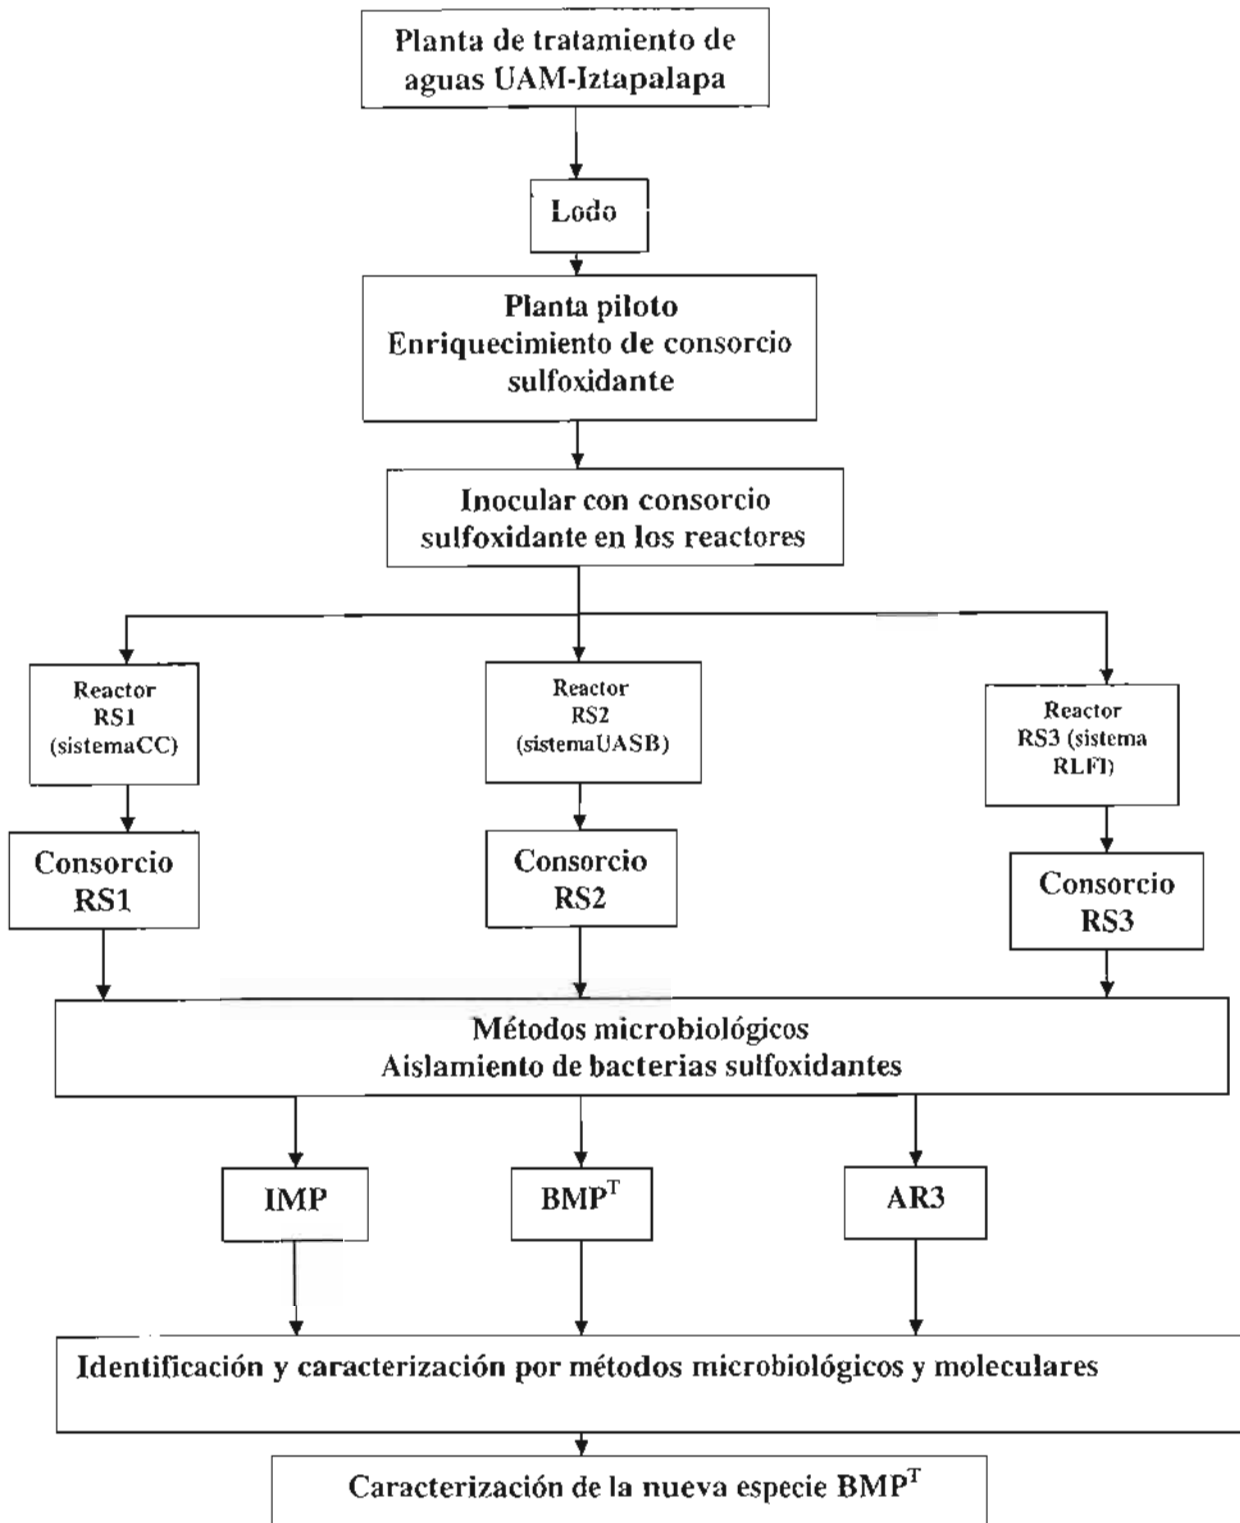 Planta de tratamiento de
aguas UAM-Iztapalapa
Lodo
Planta piloto
Enriquecimiento de consorcio
sulfoxidante
Inocular con consorcio
sulfoxidante en los reactores
Reactor
RS1
(sistemaCC)
Reactor
RS2
(sistemaUASB)
Reactor
RS3 (sistema
RLFI)
Consorcio
RS1
Consorcio
RS2
Consorcio
RS3
Métodos microbiológicos
Aislamiento de bacterias sulfoxidantes
IMP
BMPᵀ
AR3
Identificación y caracterización por métodos microbiológicos y moleculares
Caracterización de la nueva especie BMPᵀ